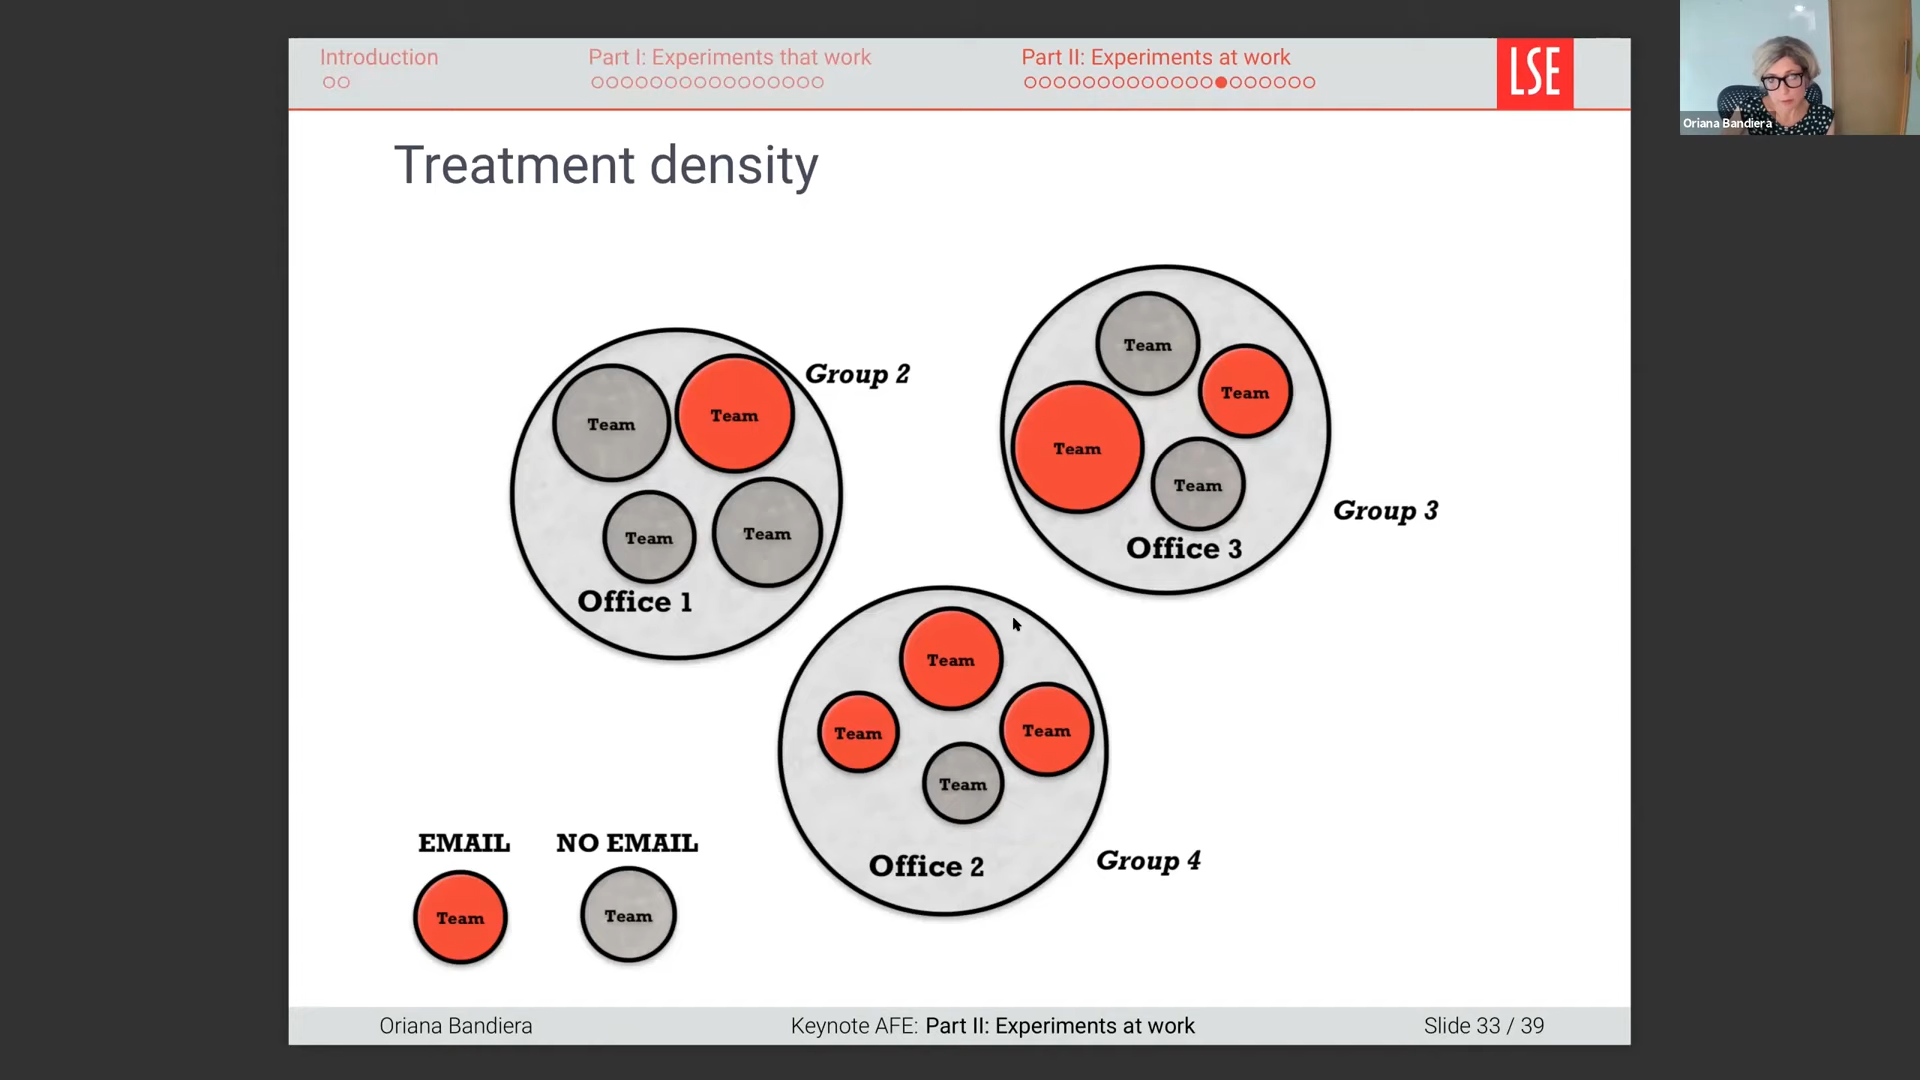 Introduction
Part I: Experiments that work
Part II: Experiments at work
LSE
Oriana Bandiera
Treatment density
Group 2
Team
Team
Team
Team
Office 1
Team
Team
Team
Team
Office 3
Group 3
Team
Team
Team
Team
Office 2
Group 4
EMAIL
NO EMAIL
Team
Team
Oriana Bandiera
Keynote AFE: Part II: Experiments at work
Slide 33 / 39